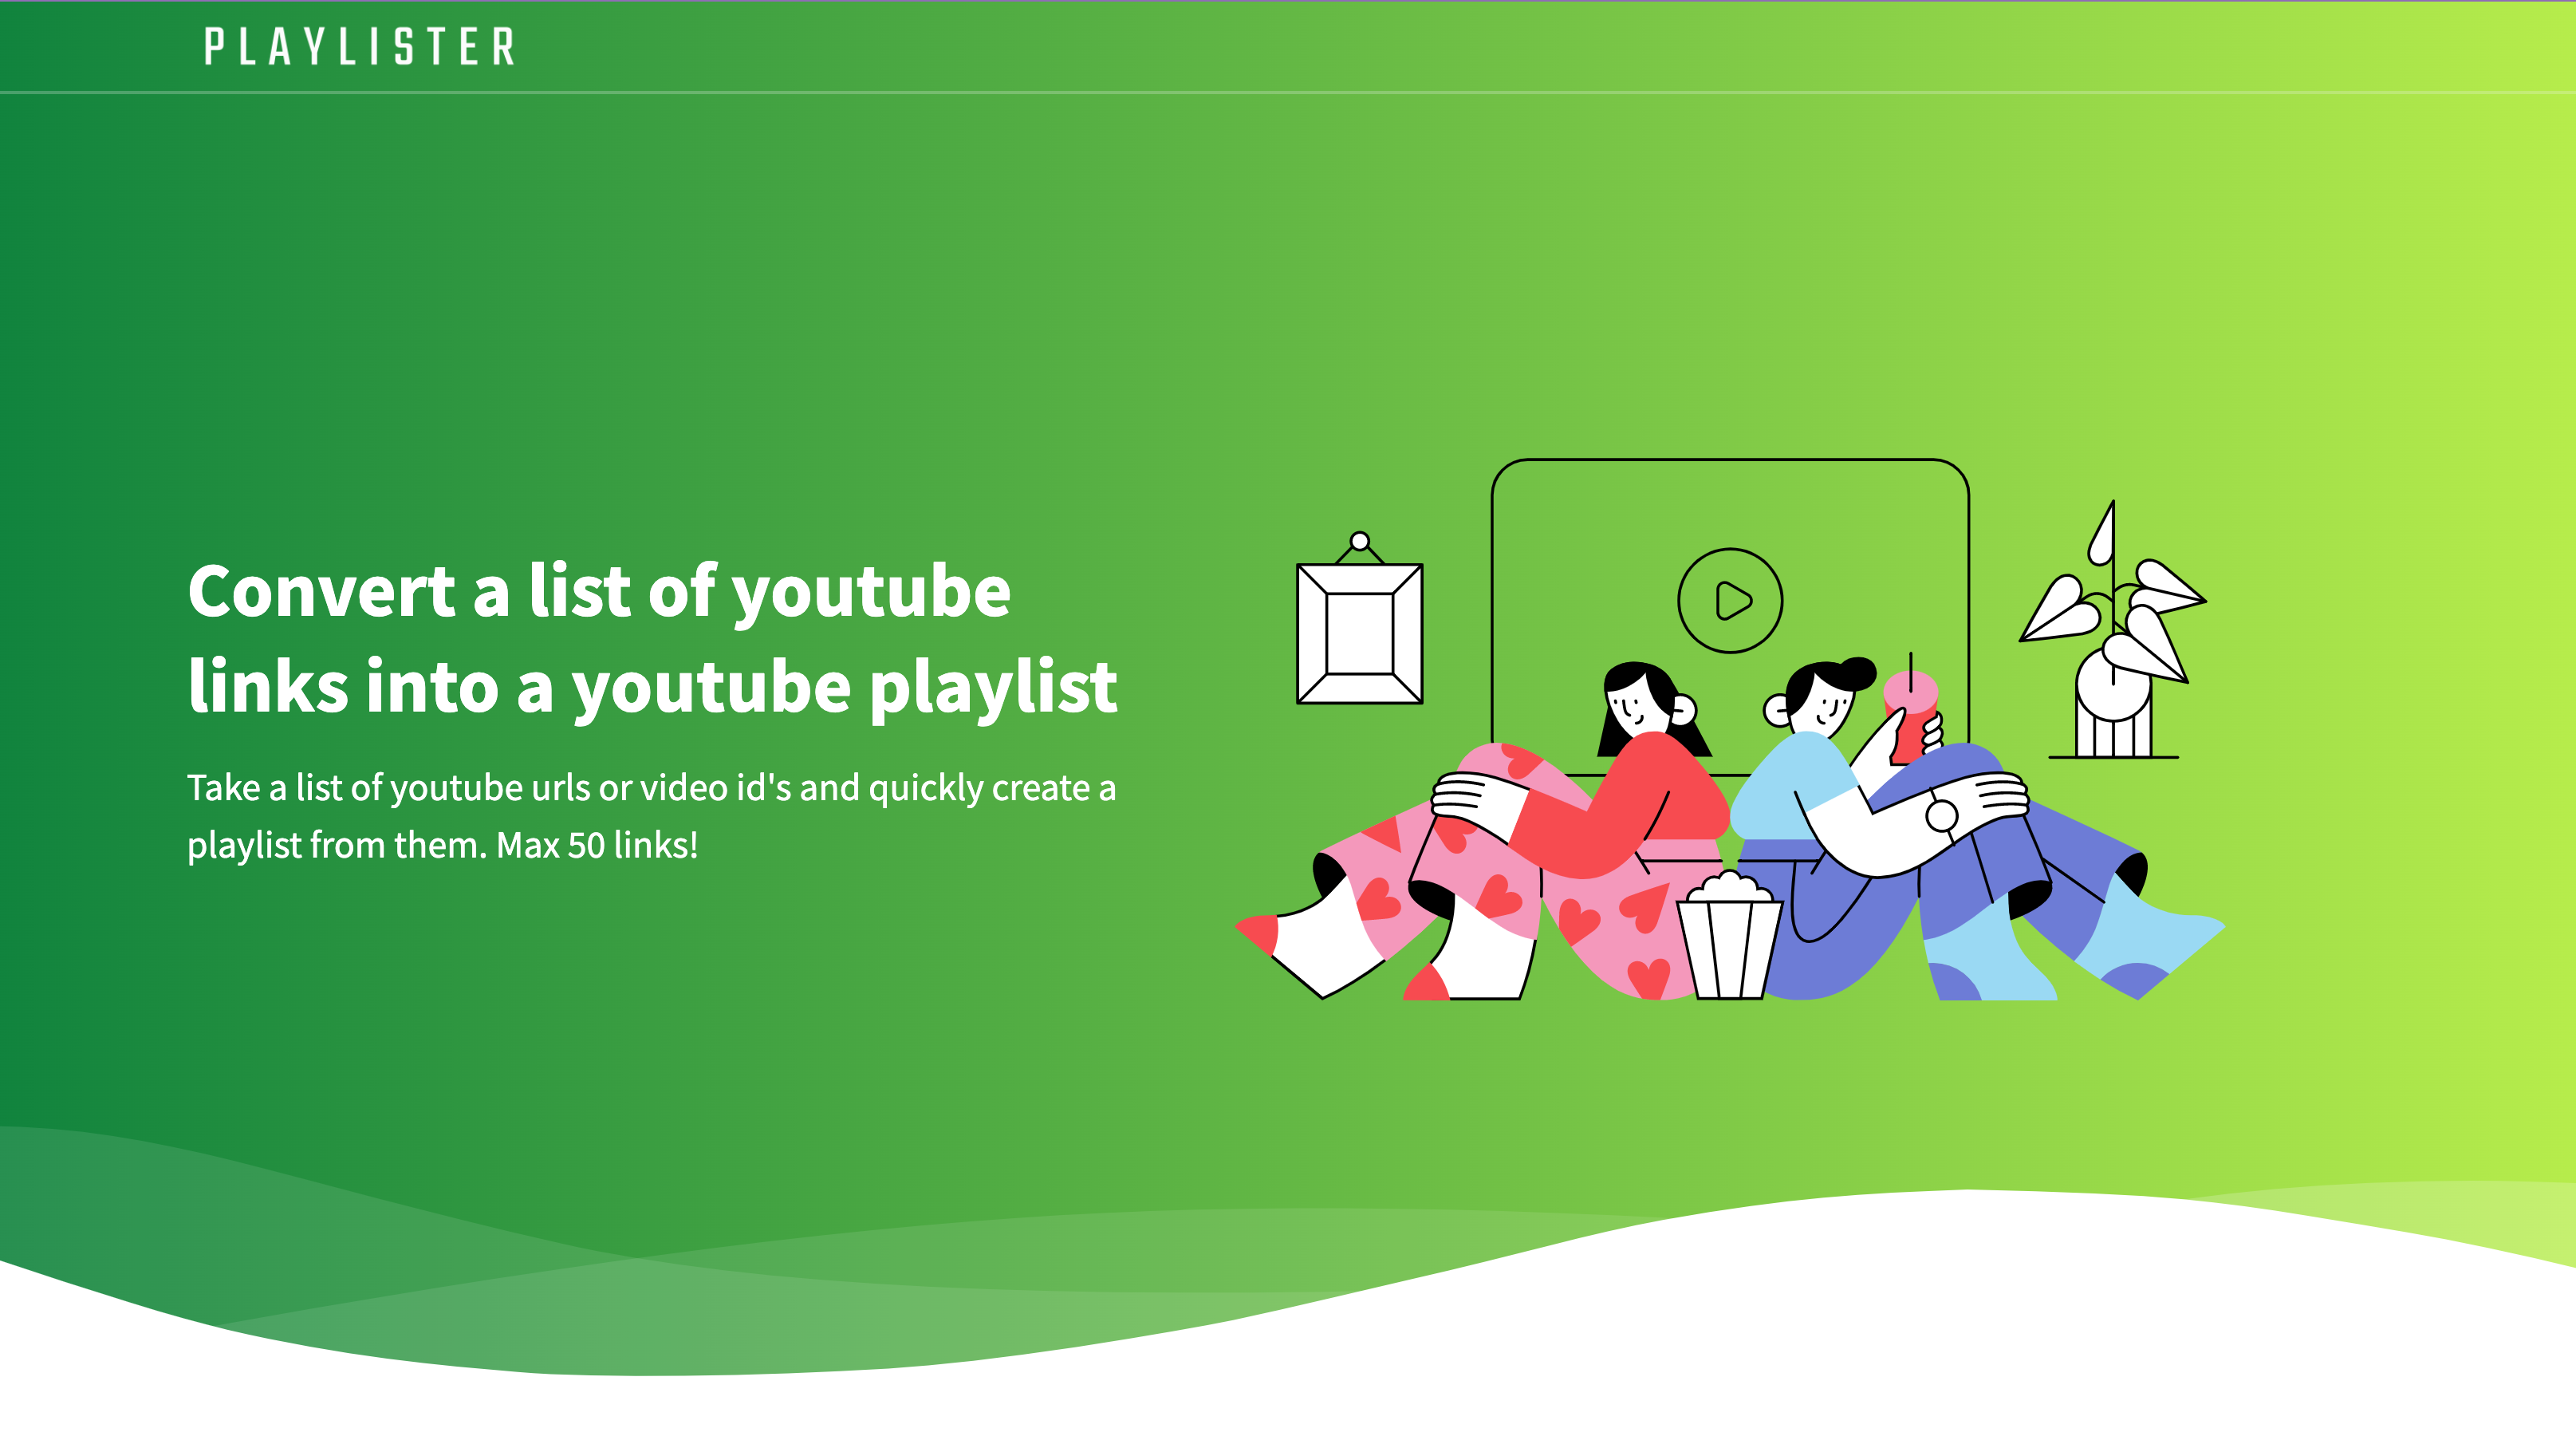 PLAYLISTER
Convert a list of youtube
links into a youtube playlist
Take a list of youtube urls or video id's and quickly create a
playlist from them. Max 50 links!